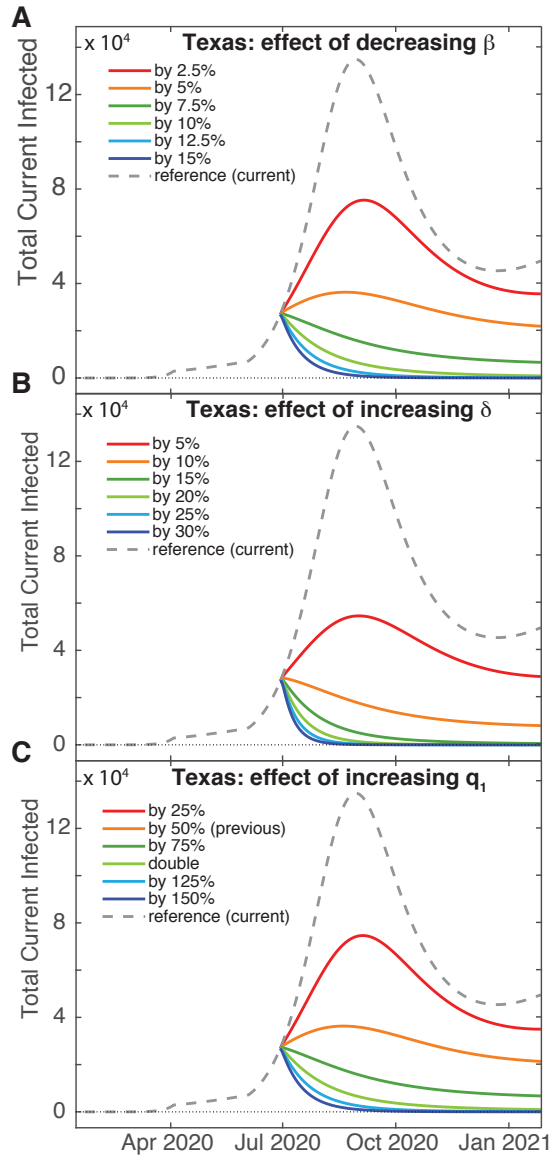 A
x 10⁴
Texas: effect of decreasing β
by 2.5%
by 5%
by 7.5%
by 10%
by 12.5%
by 15%
reference (current)
Total Current Infected
12
8
4
0
B
x 10⁴
Texas: effect of increasing δ
by 5%
by 10%
by 15%
by 20%
by 25%
by 30%
reference (current)
Total Current Infected
12
8
4
0
C
x 10⁴
Texas: effect of increasing q₁
by 25%
by 50% (previous)
by 75%
double
by 125%
by 150%
reference (current)
Total Current Infected
12
8
4
0
Apr 2020 Jul 2020 Oct 2020 Jan 2021